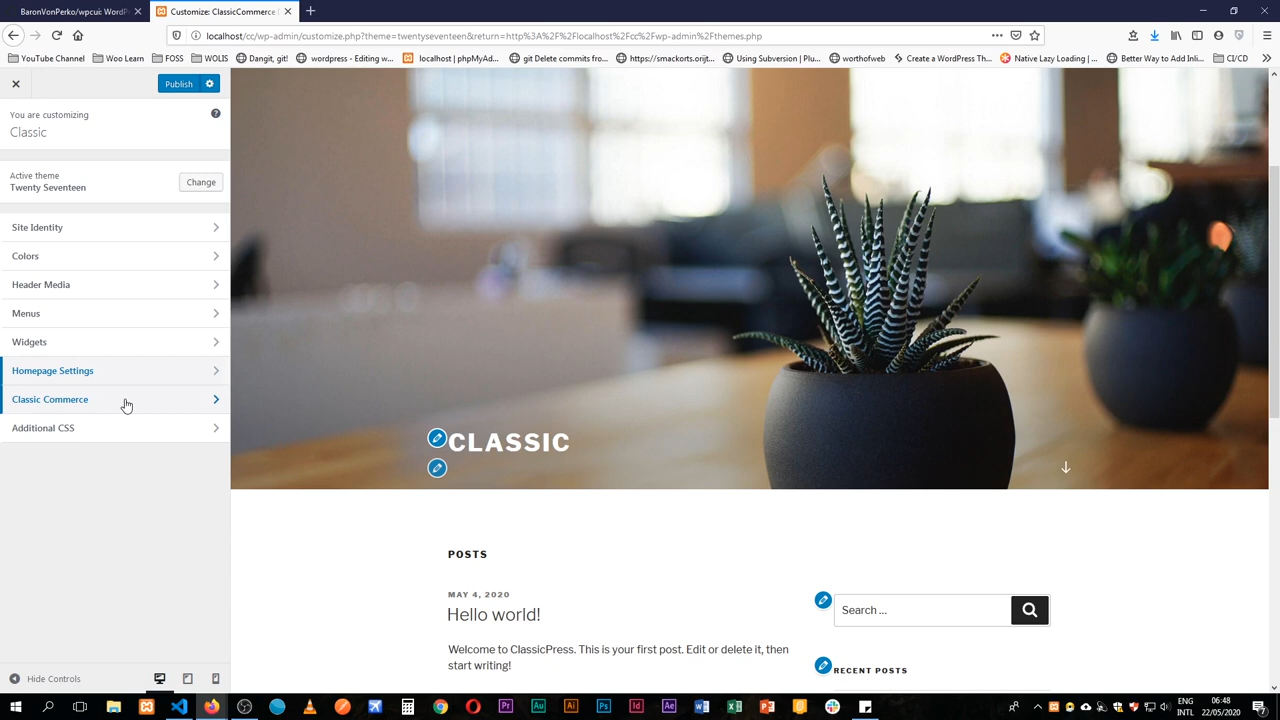 BaronVonPerko/wpcui: WordP
Customize: ClassicCommerce E
localhost/cc/wp-admin/customize.php?theme=twentyseventeen&return=http%3A%2F%2Flocalhost%2Fcc%2Fwp-admin%2Fthemes.php
YouTube Channel
Woo Learn
FOSS
WOLIS
Dangit, git!
wordpress - Editing w...
localhost | phpMyAd...
git Delete commits fro...
https://smackorts.orijt...
Using Subversion | Plu...
worthofweb
Create a WordPress Th...
Native Lazy Loading | ...
Better Way to Add Inli...
CI/CD
Publish
You are customizing
Classic
Active theme
Twenty Seventeen
Change
Site Identity
Colors
Header Media
Menus
Widgets
Homepage Settings
Classic Commerce
Additional CSS
Hide Controls
CLASSIC
POSTS
MAY 4, 2020
Hello world!
Welcome to ClassicPress. This is your first post. Edit or delete it, then
start writing!
Search …
RECENT POSTS
ENG
INTL
06:48
22/05/2020